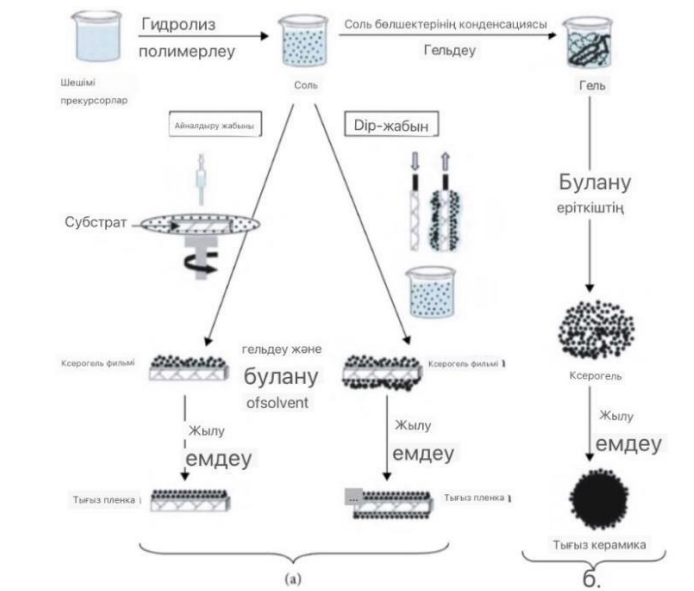 Гидролиз
полимерлеу
Соль бөлшектерінің конденсациясы
Гельдеу
Шешімі
прекурсорлар
Соль
Гель
Айналдыру жабыны
Dip-жабын
Субстрат
Булану
еріткіштің
Ксерогель фильмі
гельдеу және
булану
ofsolvent
Ксерогель фильмі
Ксерогель
Жылу
емдеу
Жылу
емдеу
Жылу
емдеу
Тығыз пленка
...
Тығыз пленка
Тығыз керамика
(a)
б.